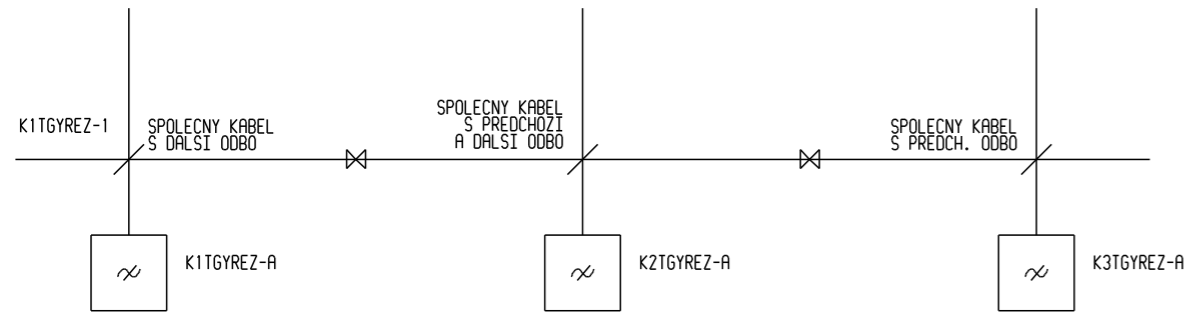 K1TGYREZ-1
SPOLECNY KABEL
S DALSI ODBO
SPOLECNY KABEL
S PREDCHOZI
A DALSI ODBO
SPOLECNY KABEL
S PREDCH. ODBO
K1TGYREZ-A
K2TGYREZ-A
K3TGYREZ-A